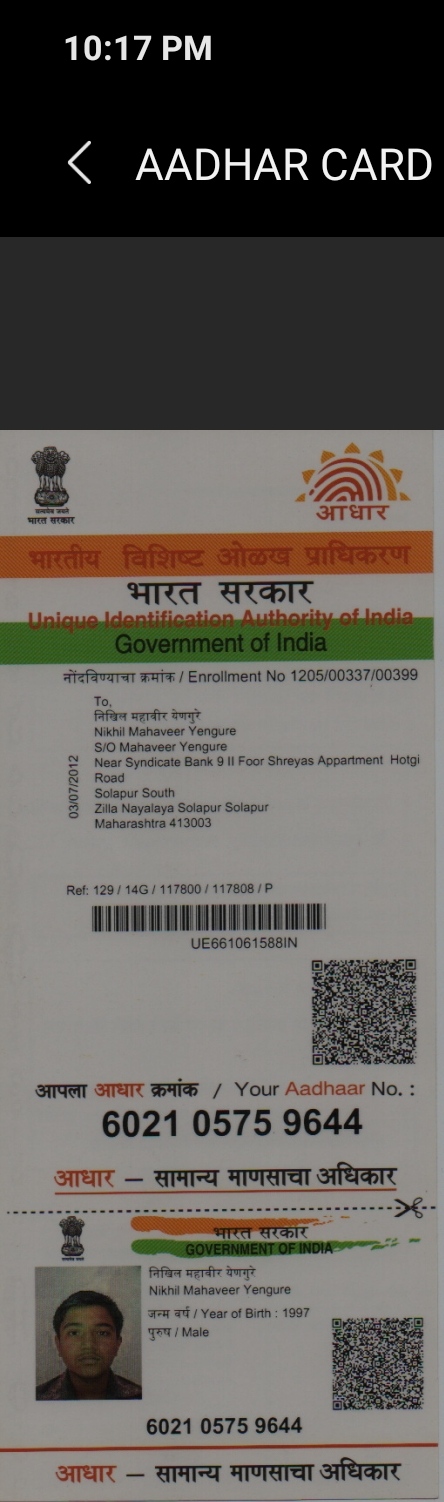 10:17 PM
AADHAR CARD
सत्यमेव जयते
भारत सरकार
आधार
भारतीय विशिष्ट ओळख प्राधिकरण
भारत सरकार
Unique Identification Authority of India
Government of India
नोंदविण्याचा क्रमांक / Enrollment No 1205/00337/00399
To,
निखिल महावीर येणगुरे
Nikhil Mahaveer Yengure
S/O Mahaveer Yengure
Near Syndicate Bank 9 II Foor Shreyas Appartment Hotgi
Road
Solapur South
Zilla Nayalaya Solapur Solapur
Maharashtra 413003
03/07/2012
Ref: 129 / 14G / 117800 / 117808 / P
UE661061588IN
आपला आधार क्रमांक / Your Aadhaar No. :
6021 0575 9644
आधार – सामान्य माणसाचा अधिकार
भारत सरकार
GOVERNMENT OF INDIA
निखिल महावीर येणगुरे
Nikhil Mahaveer Yengure
जन्म वर्ष / Year of Birth : 1997
पुरुष / Male
6021 0575 9644
आधार – सामान्य माणसाचा अधिकार